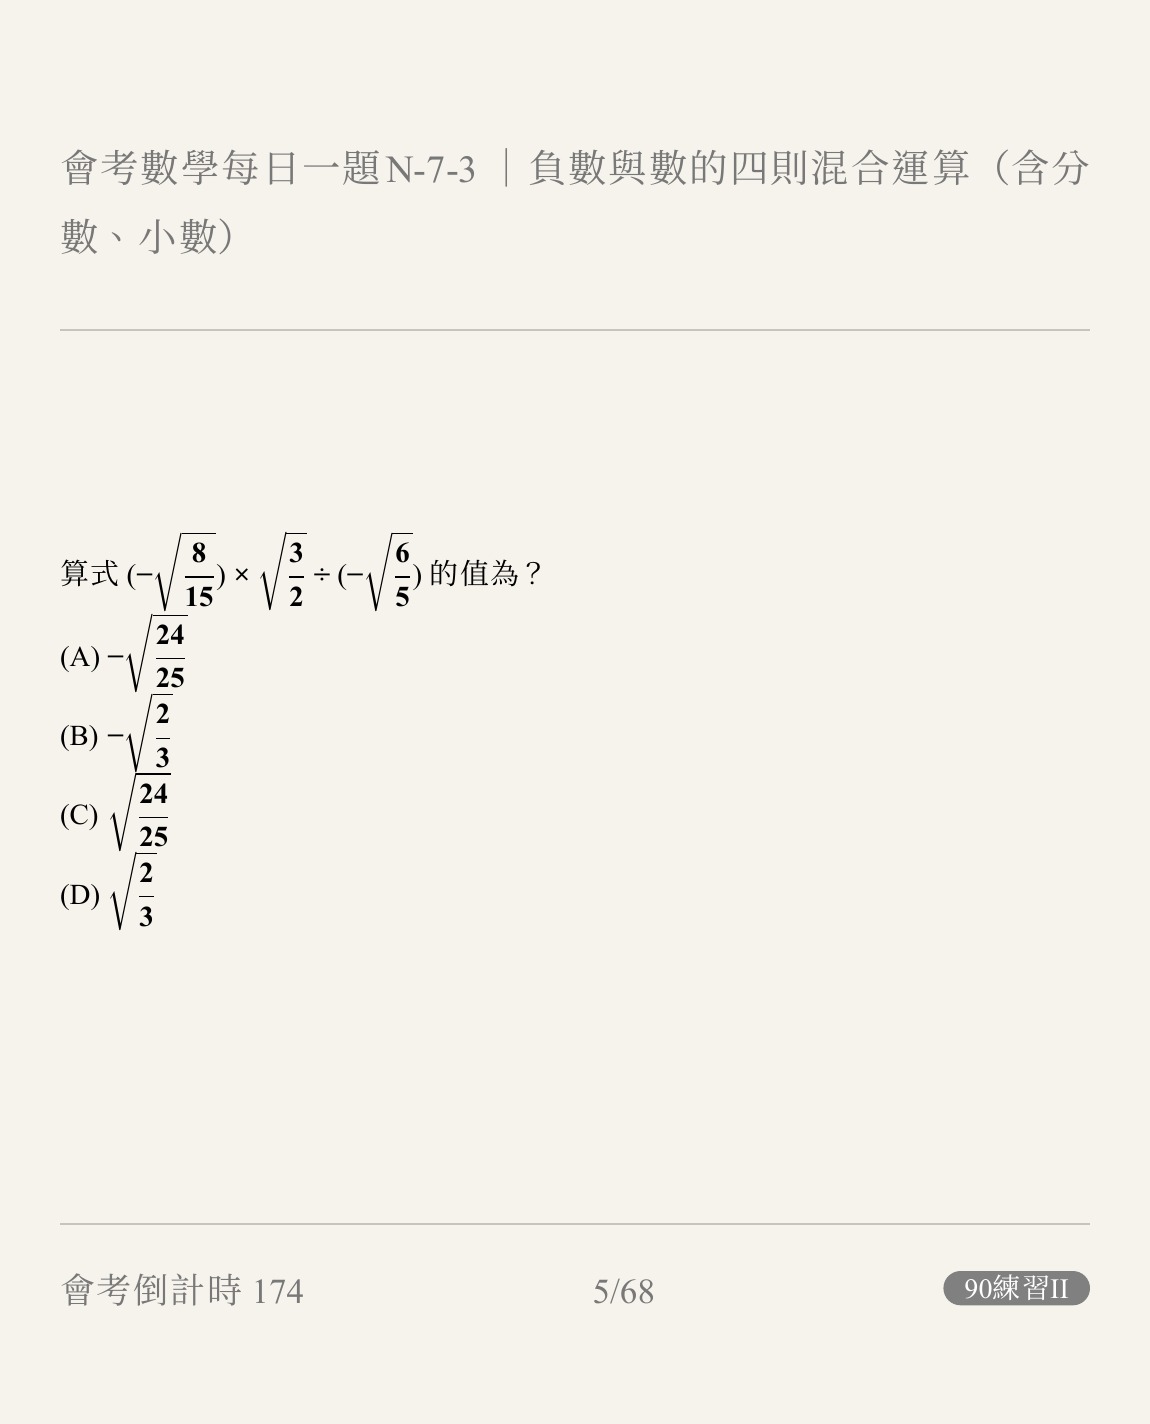 會考數學每日一題N-7-3 ｜負數與數的四則混合運算（含分
數、小數）
算式 (−√(8/15)) × √(3/2) ÷ (−√(6/5)) 的值為？
(A) −√(24/25)
(B) −√(2/3)
(C) √(24/25)
(D) √(2/3)
會考倒計時 174
5/68
90練習II